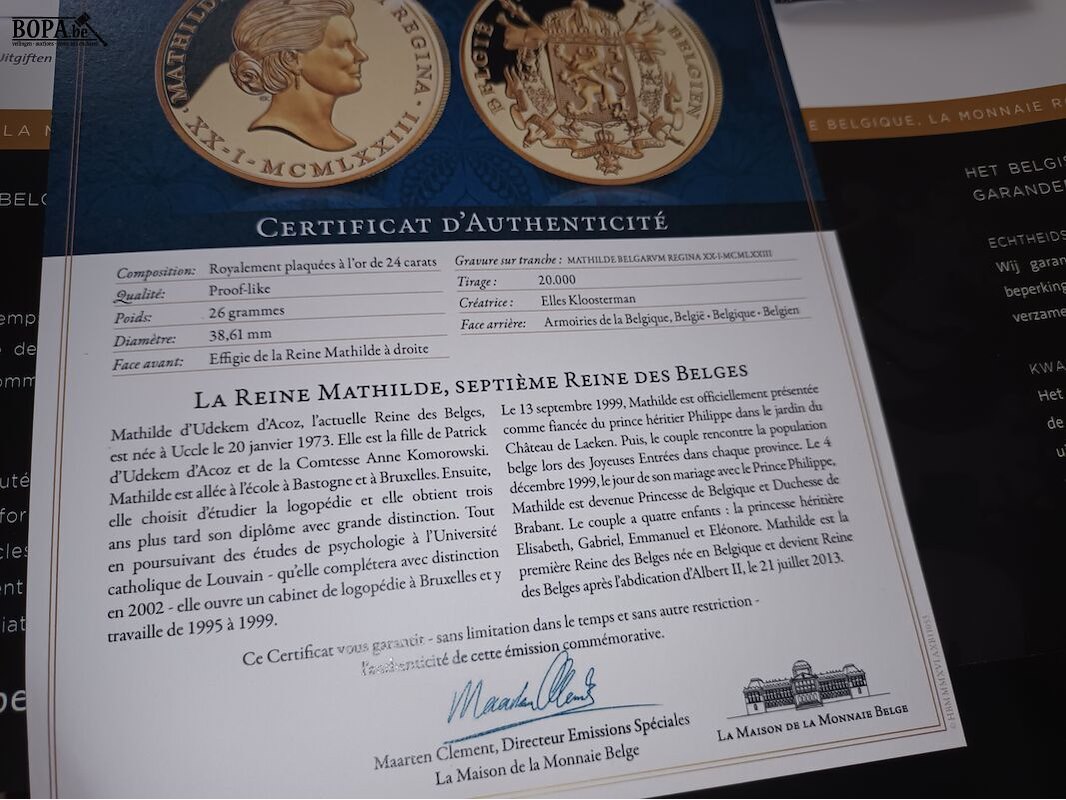 BOPA.be
Uitgiften
MATHILD
REGINA
XX-I-MCMLXXIII
BELGIË
BELGIEN
LA M
E BELGIQUE, LA MONNAIE R
BELG
HET BELGIS
GARANDE
ECHTHEIDS
Wij garan
beperking
verzame
KWA
Het
de
CERTIFICAT D'AUTHENTICITÉ
Composition: Royalement plaquées à l'or de 24 carats
Qualité: Proof-like
Poids: 26 grammes
Diamètre: 38,61 mm
Face avant: Effigie de la Reine Mathilde à droite
Gravure sur tranche : MATHILDE BELGARVM REGINA XX-I-MCMLXXIII
Tirage : 20.000
Créatrice : Elles Kloosterman
Face arrière: Armoiries de la Belgique, België · Belgique · Belgien
LA REINE MATHILDE, SEPTIÈME REINE DES BELGES
Mathilde d'Udekem d'Acoz, l'actuelle Reine des Belges,
est née à Uccle le 20 janvier 1973. Elle est la fille de Patrick
d'Udekem d'Acoz et de la Comtesse Anne Komorowski.
Mathilde est allée à l'école à Bastogne et à Bruxelles. Ensuite,
elle choisit d'étudier la logopédie et elle obtient trois
ans plus tard son diplôme avec grande distinction. Tout
en poursuivant des études de psychologie à l'Université
catholique de Louvain - qu'elle complétera avec distinction
en 2002 - elle ouvre un cabinet de logopédie à Bruxelles et y
travaille de 1995 à 1999.
Le 13 septembre 1999, Mathilde est officiellement présentée
comme fiancée du prince héritier Philippe dans le jardin du
Château de Laeken. Puis, le couple rencontre la population
belge lors des Joyeuses Entrées dans chaque province. Le 4
décembre 1999, le jour de son mariage avec le Prince Philippe,
Mathilde est devenue Princesse de Belgique et Duchesse de
Brabant. Le couple a quatre enfants : la princesse héritière
Elisabeth, Gabriel, Emmanuel et Eléonore. Mathilde est la
première Reine des Belges née en Belgique et devient Reine
des Belges après l'abdication d'Albert II, le 21 juillet 2013.
Ce Certificat vous garantit - sans limitation dans le temps et sans autre restriction -
l'authenticité de cette émission commémorative.
Maarten Clement, Directeur Emissions Spéciales
La Maison de la Monnaie Belge
LA MAISON DE LA MONNAIE BELGE